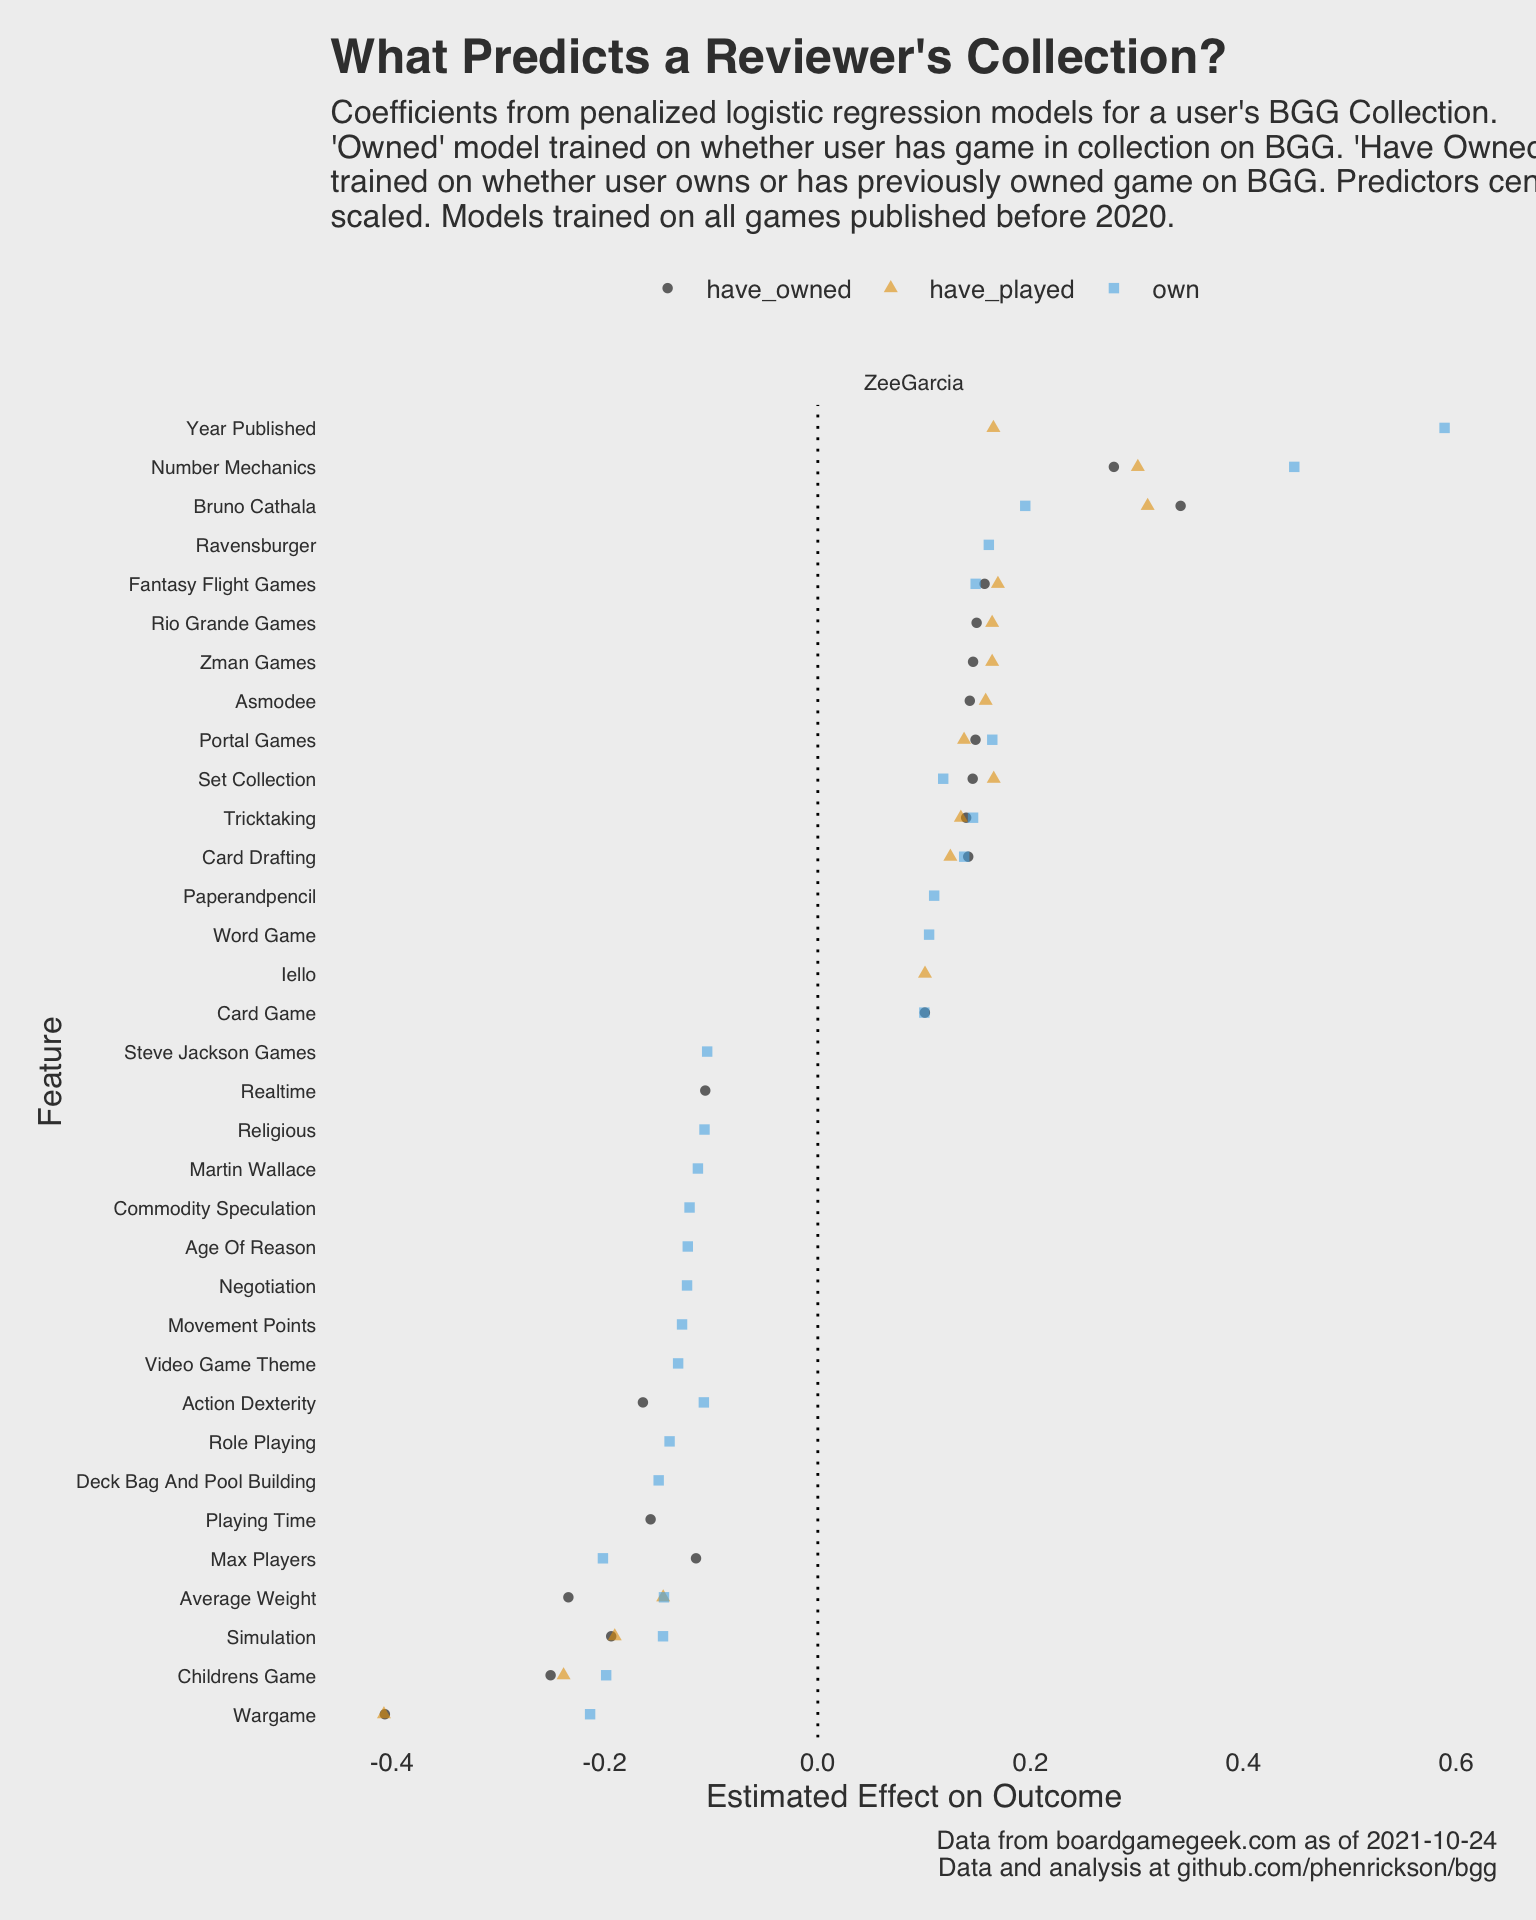 What Predicts a Reviewer's Collection?
Coefficients from penalized logistic regression models for a user's BGG Collection.
'Owned' model trained on whether user has game in collection on BGG. 'Have Owned
trained on whether user owns or has previously owned game on BGG. Predictors cen
scaled. Models trained on all games published before 2020.
have_owned have_played own
ZeeGarcia
Year Published
Number Mechanics
Bruno Cathala
Ravensburger
Fantasy Flight Games
Rio Grande Games
Zman Games
Asmodee
Portal Games
Set Collection
Tricktaking
Card Drafting
Paperandpencil
Word Game
Iello
Card Game
Steve Jackson Games
Realtime
Religious
Martin Wallace
Commodity Speculation
Age Of Reason
Negotiation
Movement Points
Video Game Theme
Action Dexterity
Role Playing
Deck Bag And Pool Building
Playing Time
Max Players
Average Weight
Simulation
Childrens Game
Wargame
Feature
-0.4 -0.2 0.0 0.2 0.4 0.6
Estimated Effect on Outcome
Data from boardgamegeek.com as of 2021-10-24
Data and analysis at github.com/phenrickson/bgg